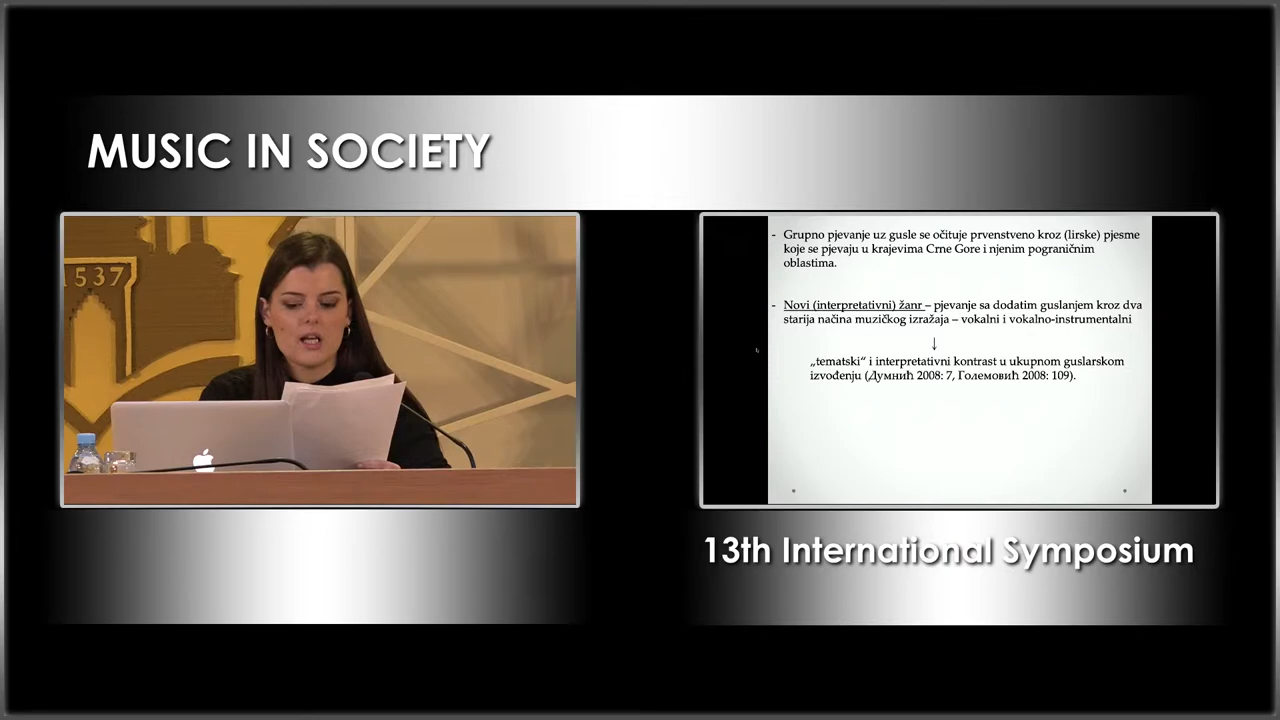 MUSIC IN SOCIETY
1537
- Grupno pjevanje uz gusle se očituje prvenstveno kroz (lirske) pjesme
koje se pjevaju u krajevima Crne Gore i njenim pograničnim
oblastima.
- Novi (interpretativni) žanr – pjevanje sa dodatim guslanjem kroz dva
starija načina muzičkog izražaja – vokalni i vokalno-instrumentalni
↓
„tematski“ i interpretativni kontrast u ukupnom guslarskom
izvođenju (Думнић 2008: 7, Големовић 2008: 109).
13th International Symposium